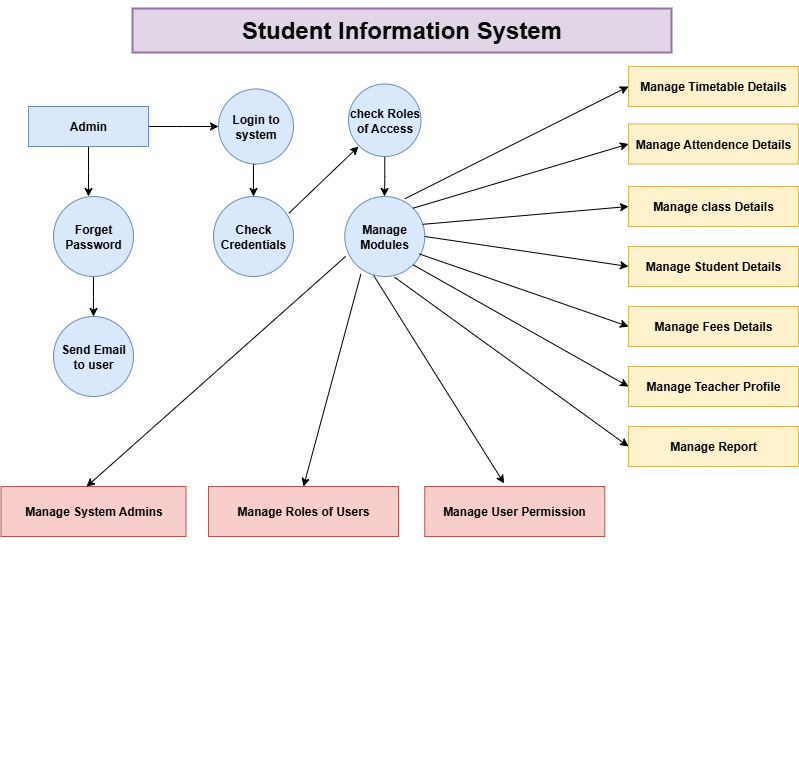 Student Information System
Admin
Login to
system
check Roles
of Access
Forget
Password
Check
Credentials
Manage
Modules
Send Email
to user
Manage Timetable Details
Manage Attendence Details
Manage class Details
Manage Student Details
Manage Fees Details
Manage Teacher Profile
Manage Report
Manage System Admins
Manage Roles of Users
Manage User Permission